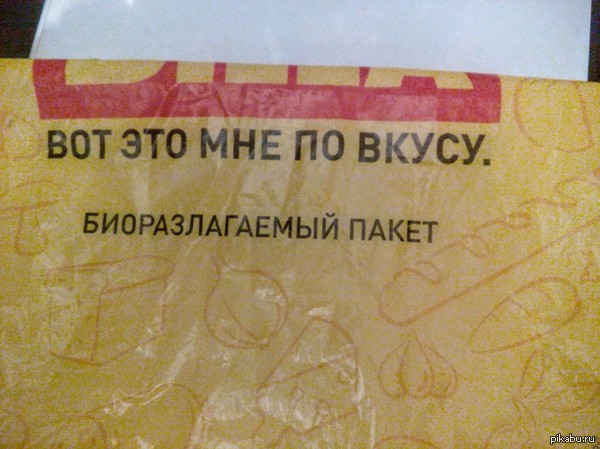 ВОТ ЭТО МНЕ ПО ВКУСУ.
БИОРАЗЛАГАЕМЫЙ ПАКЕТ
pikabu.ru